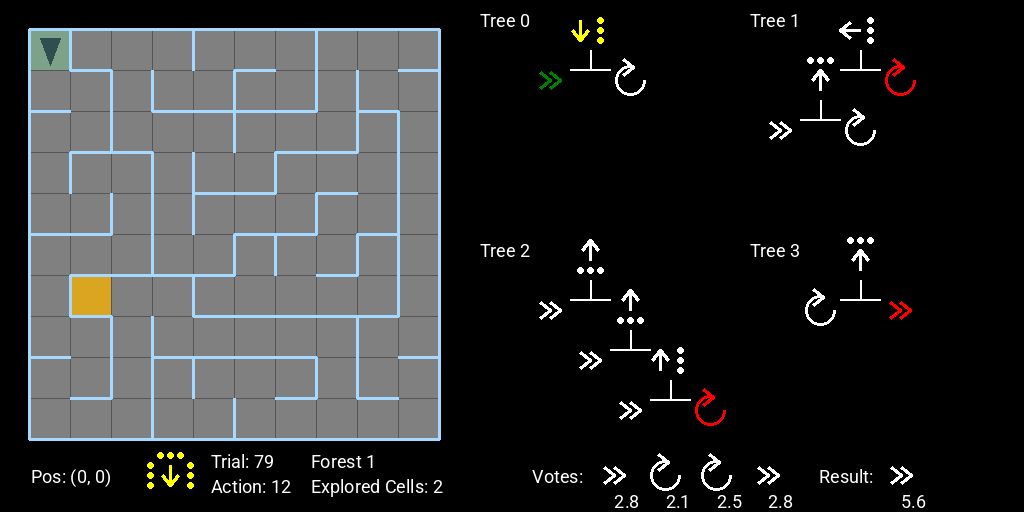 Tree 0
Tree 1
Tree 2
Tree 3
Pos: (0, 0)
Trial: 79
Forest 1
Action: 12
Explored Cells: 2
Votes:
2.8
2.1
2.5
2.8
Result:
5.6